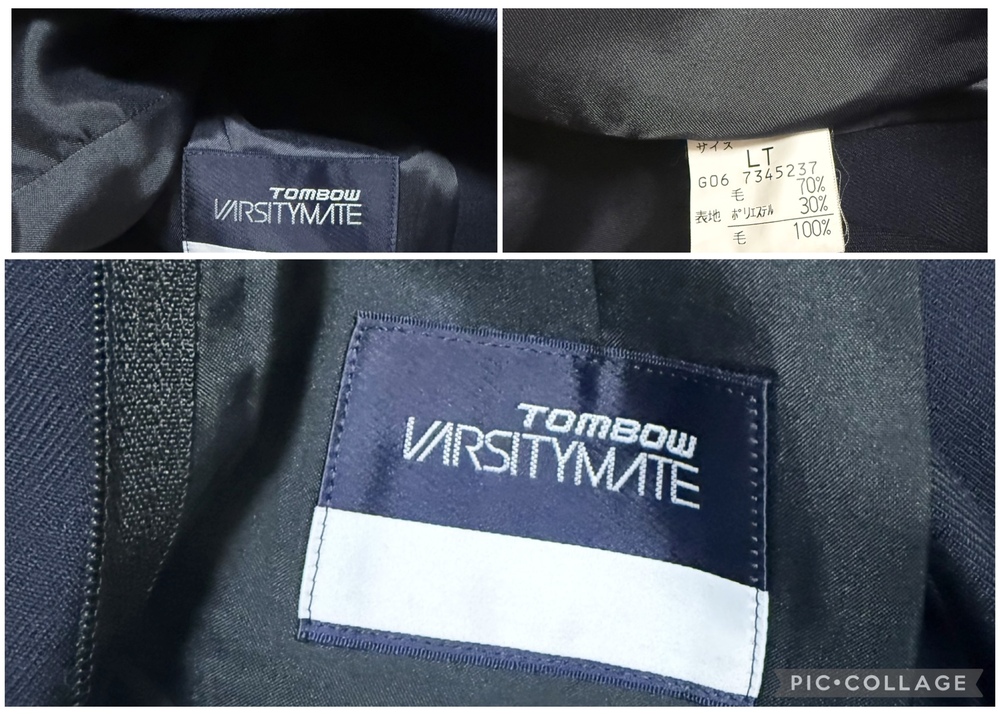 TOMBOW
VARSITYMATE
サイズ
LT
G06 7345237
毛 70%
表地 ポリエステル 30%
毛 100%
TOMBOW
VARSITYMATE
PIC•COLLAGE